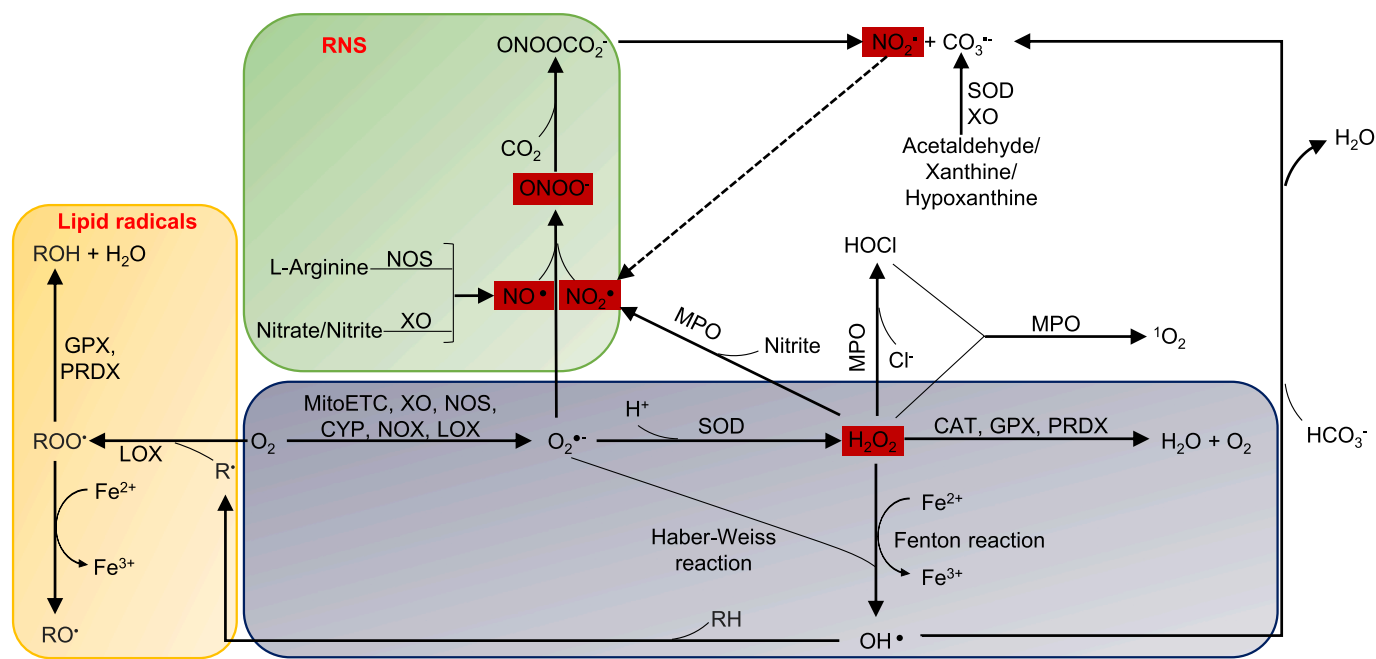 RNS
ONOOCO₂⁻
NO₂• + CO₃•⁻
SOD
XO
CO₂
Acetaldehyde/
Xanthine/
Hypoxanthine
H₂O
ONOO⁻
Lipid radicals
ROH + H₂O
HOCl
L-Arginine NOS
NO• NO₂•
Nitrate/Nitrite XO
MPO
Nitrite
MPO
Cl⁻
MPO
¹O₂
GPX,
PRDX
MitoETC, XO, NOS,
CYP, NOX, LOX
H⁺
SOD
CAT, GPX, PRDX
ROO•
LOX
O₂
O₂•⁻
H₂O₂
H₂O + O₂
HCO₃⁻
R•
Fe²⁺
Fe³⁺
Haber-Weiss
reaction
Fe²⁺
Fenton reaction
Fe³⁺
RO•
RH
OH•